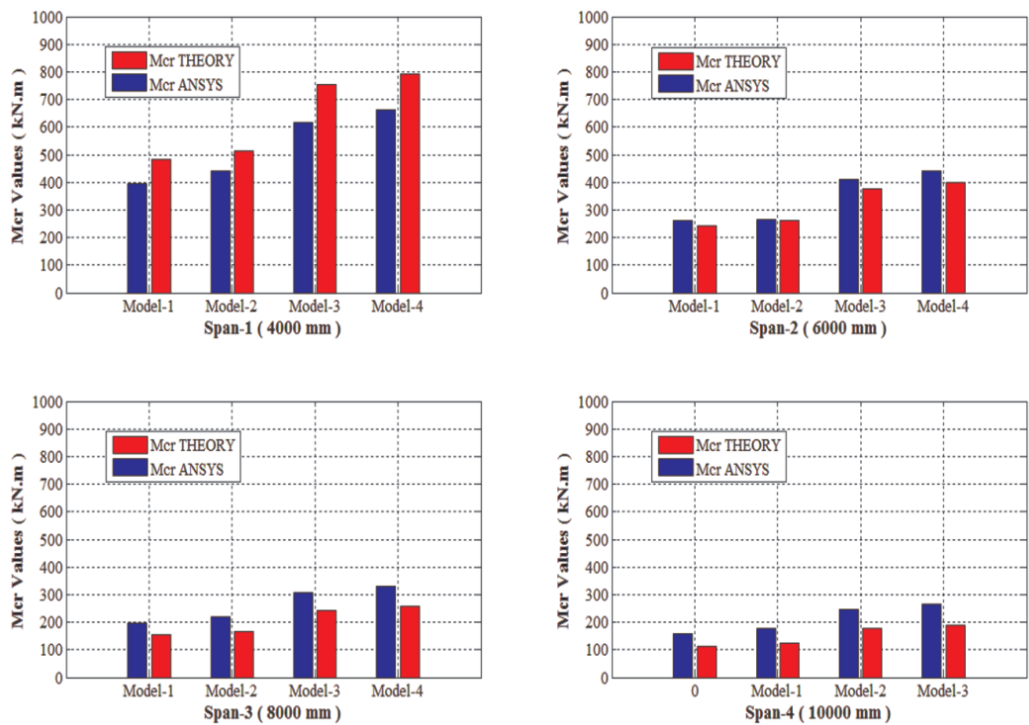 1000
900
800
700
600
500
400
300
200
100
0
Mcr Values ( kN.m )
Mcr THEORY
Mcr ANSYS
Model-1 Model-2 Model-3 Model-4
Span-1 ( 4000 mm )
1000
900
800
700
600
500
400
300
200
100
0
Mcr Values ( kN.m )
Mcr THEORY
Mcr ANSYS
Model-1 Model-2 Model-3 Model-4
Span-2 ( 6000 mm )
1000
900
800
700
600
500
400
300
200
100
0
Mcr Values ( kN.m )
Mcr THEORY
Mcr ANSYS
Model-1 Model-2 Model-3 Model-4
Span-3 ( 8000 mm )
1000
900
800
700
600
500
400
300
200
100
0
Mcr Values ( kN.m )
Mcr THEORY
Mcr ANSYS
0 Model-1 Model-2 Model-3
Span-4 ( 10000 mm )